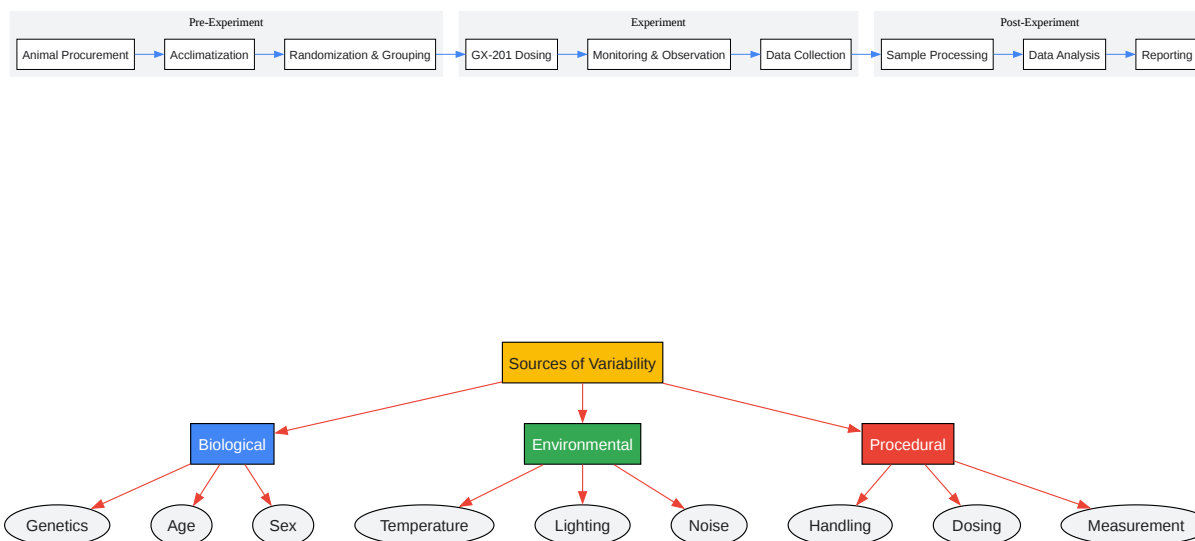 Pre-Experiment
Experiment
Post-Experiment
Animal Procurement
Acclimatization
Randomization & Grouping
GX-201 Dosing
Monitoring & Observation
Data Collection
Sample Processing
Data Analysis
Reporting
Sources of Variability
Biological
Environmental
Procedural
Genetics
Age
Sex
Temperature
Lighting
Noise
Handling
Dosing
Measurement